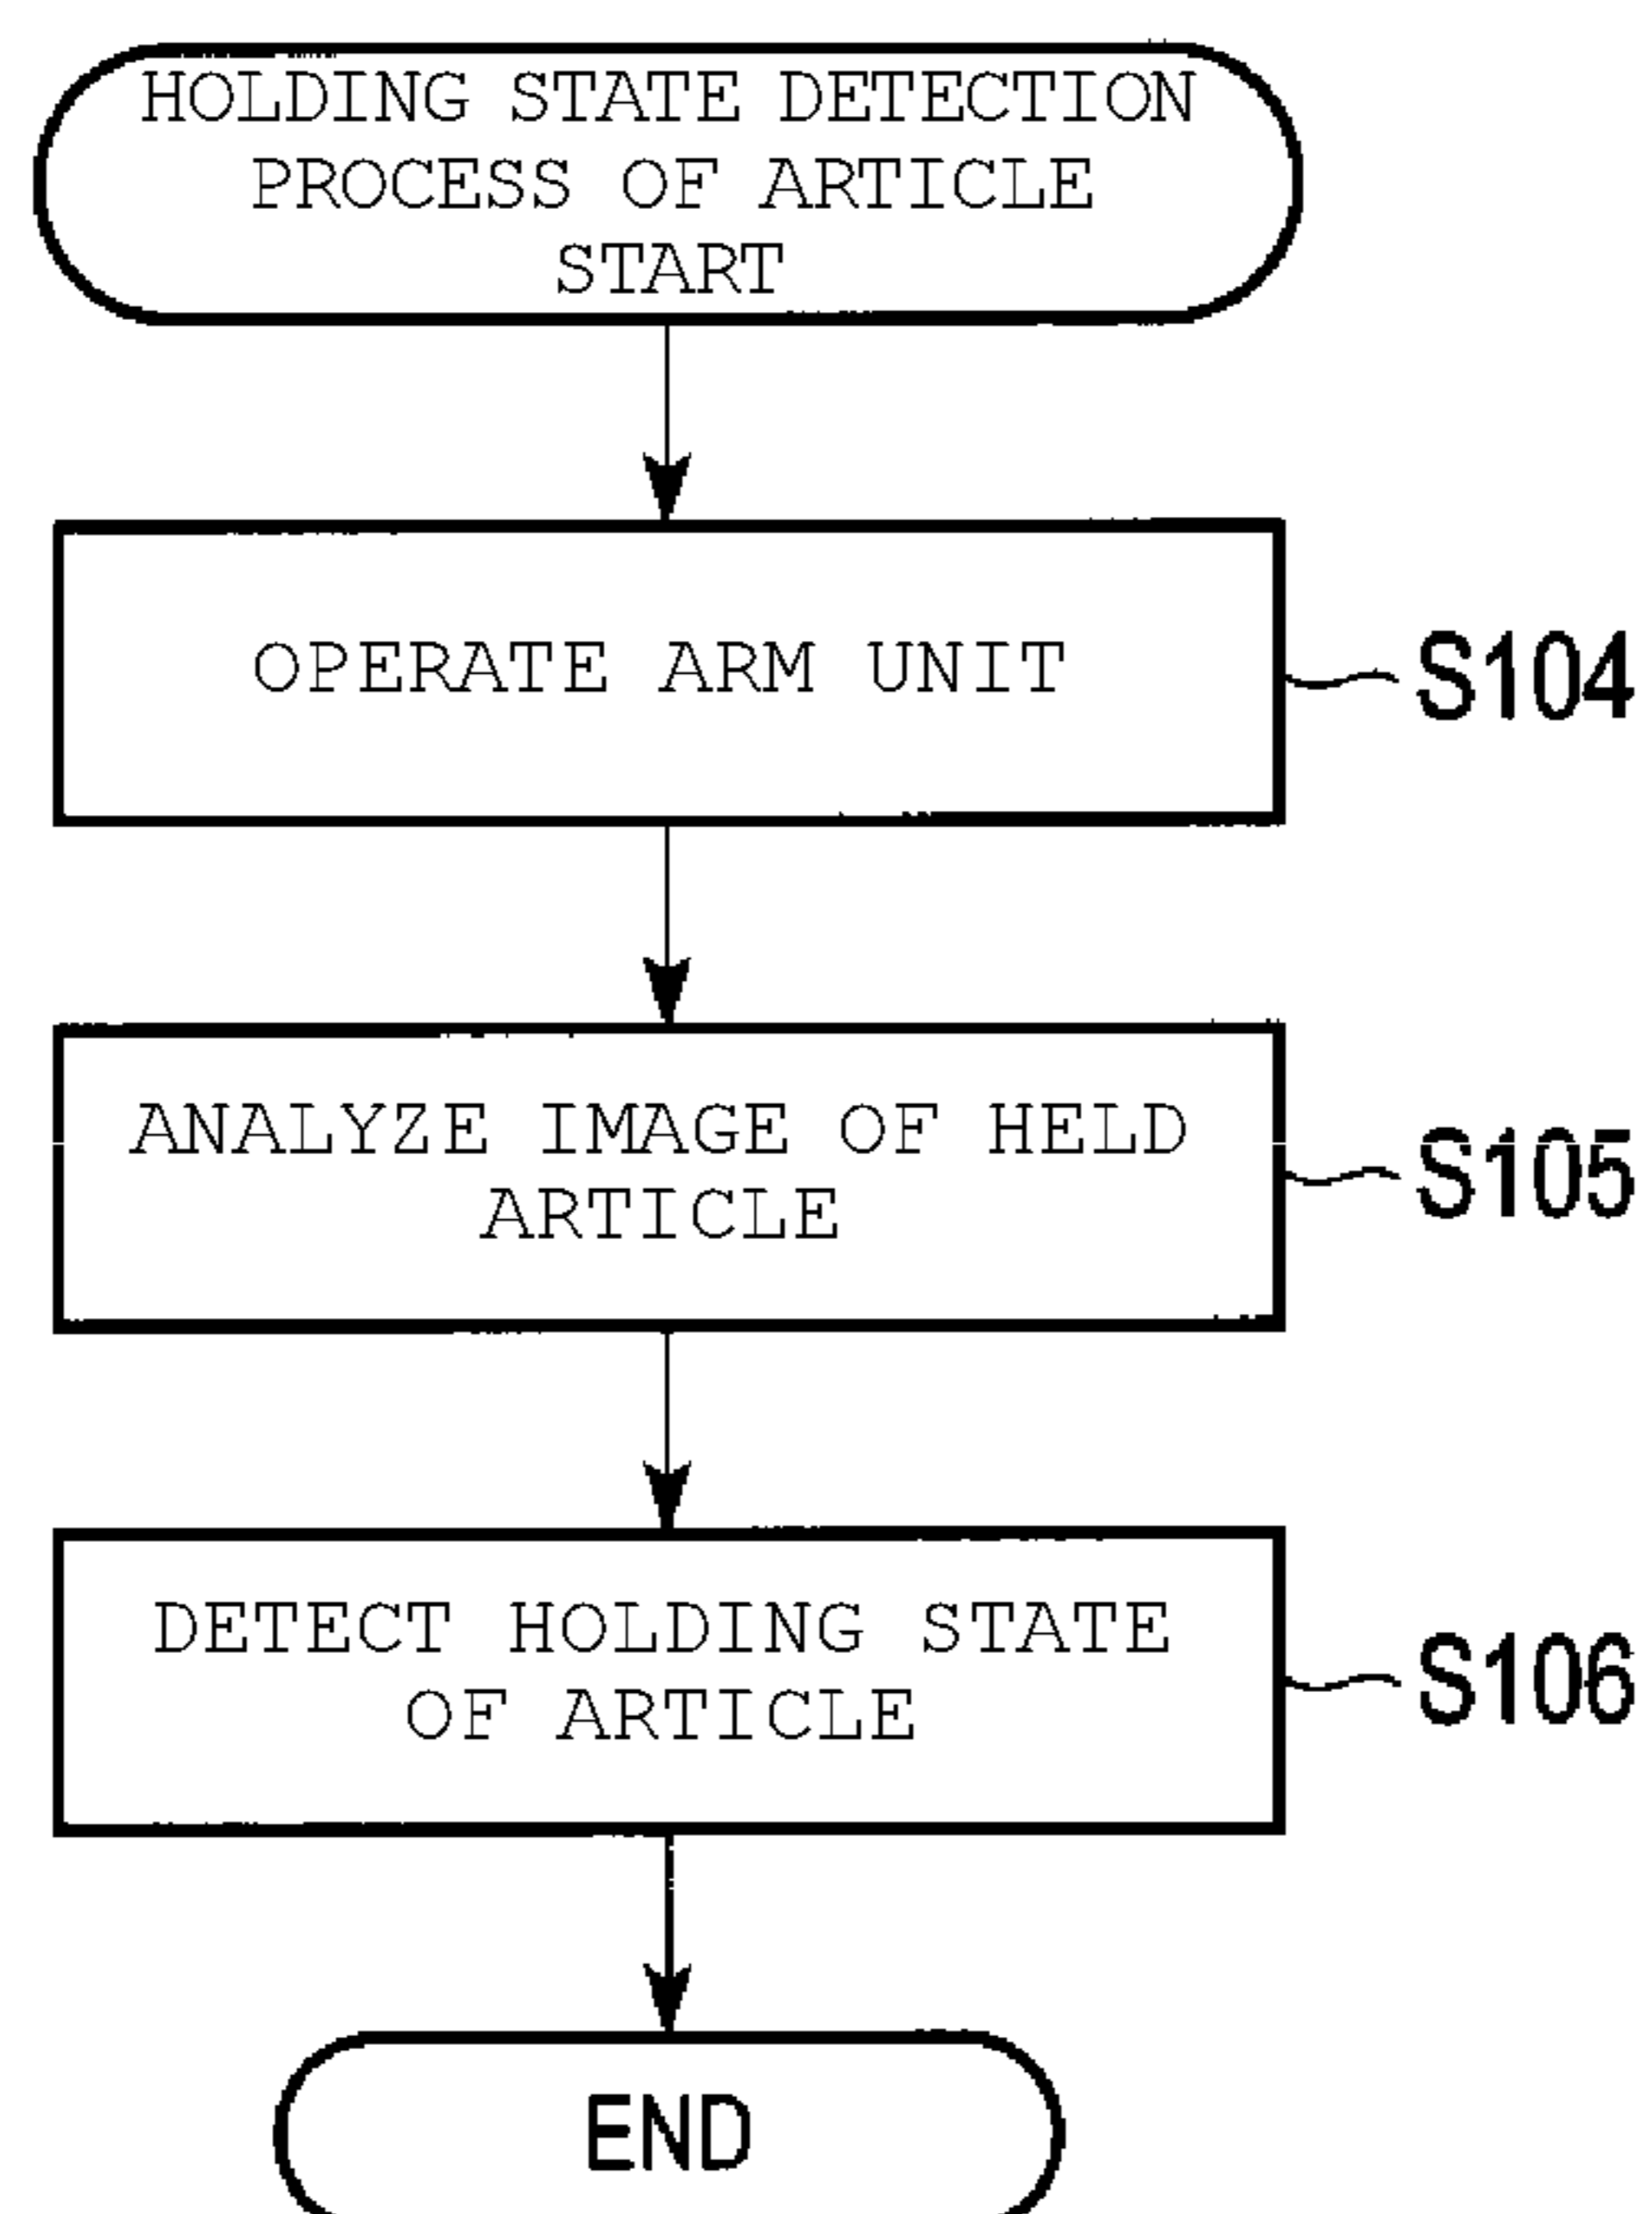 HOLDING STATE DETECTION
PROCESS OF ARTICLE
START
OPERATE ARM UNIT
S104
ANALYZE IMAGE OF HELD
ARTICLE
S105
DETECT HOLDING STATE
OF ARTICLE
S106
END